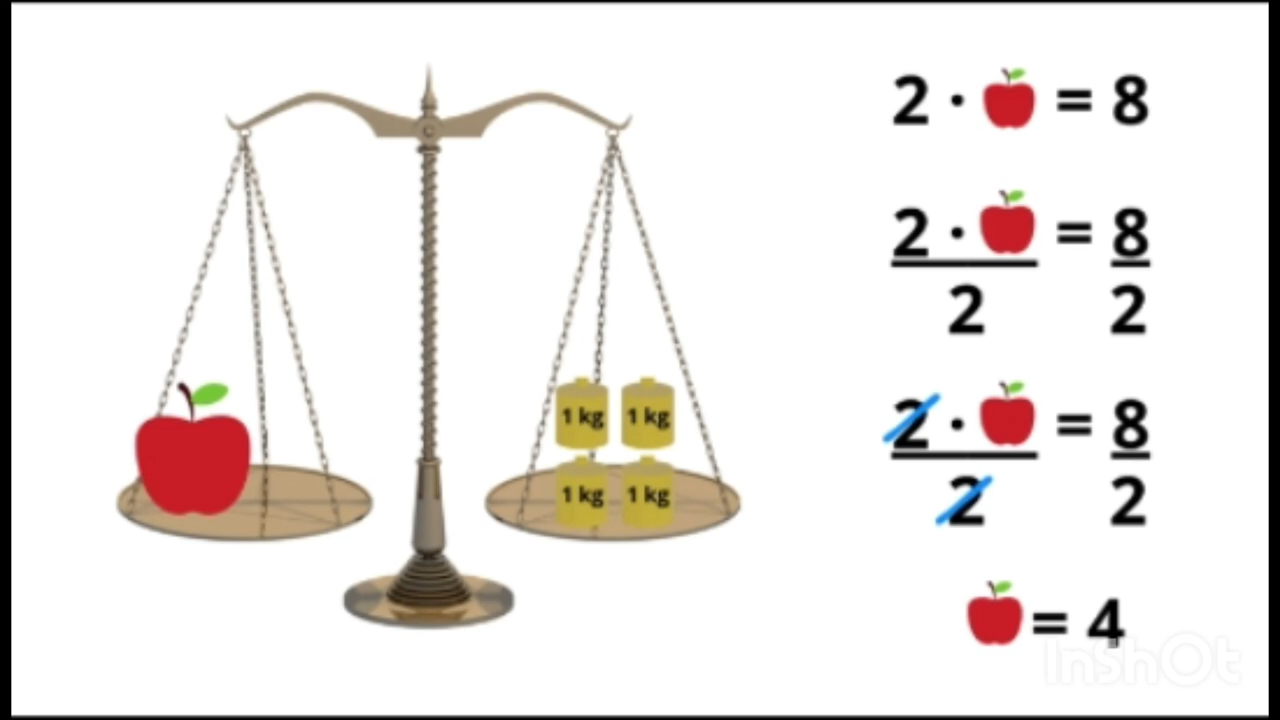 1 kg 1 kg
1 kg 1 kg
2 · = 8
2 · = 8
2 2
2 · = 8
2 2
= 4
InShOt